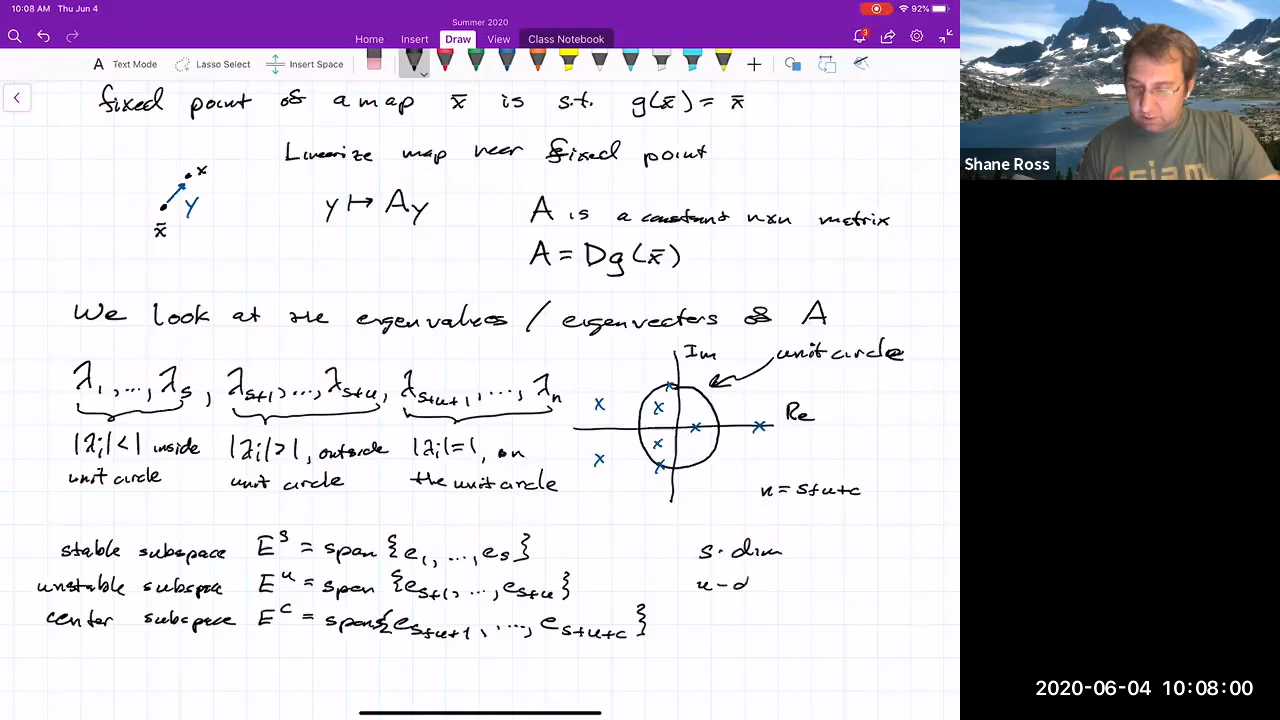 10:08 AM Thu Jun 4
92%
Summer 2020
Home Insert Draw View Class Notebook
3
A Text Mode Lasso Select Insert Space
fixed point of a map x̄ is s.t. g(x̄) = x̄
Linearize map near fixed point
x
y
x̄
y ↦ Ay
A is a constant n×n matrix
A = Dg(x̄)
We look at the eigenvalues / eigenvectors of A
Im
unit circle
Re
λ₁, ..., λₛ, λₛ₊₁, ..., λₛ₊ᵤ, λₛ₊ᵤ₊₁, ..., λₙ
|λᵢ| < 1 inside unit circle
|λᵢ| > 1, outside unit circle
|λᵢ| = 1, on the unit circle
n = s+u+c
stable subspace Eˢ = span {e₁, ..., eₛ}
s-dim
unstable subspace Eᵘ = span {eₛ₊₁, ..., eₛ₊ᵤ}
u-d
center subspace Eᶜ = span {eₛ₊ᵤ₊₁, ..., eₛ₊ᵤ₊c}
Shane Ross
siam
2020-06-04 10:08:00